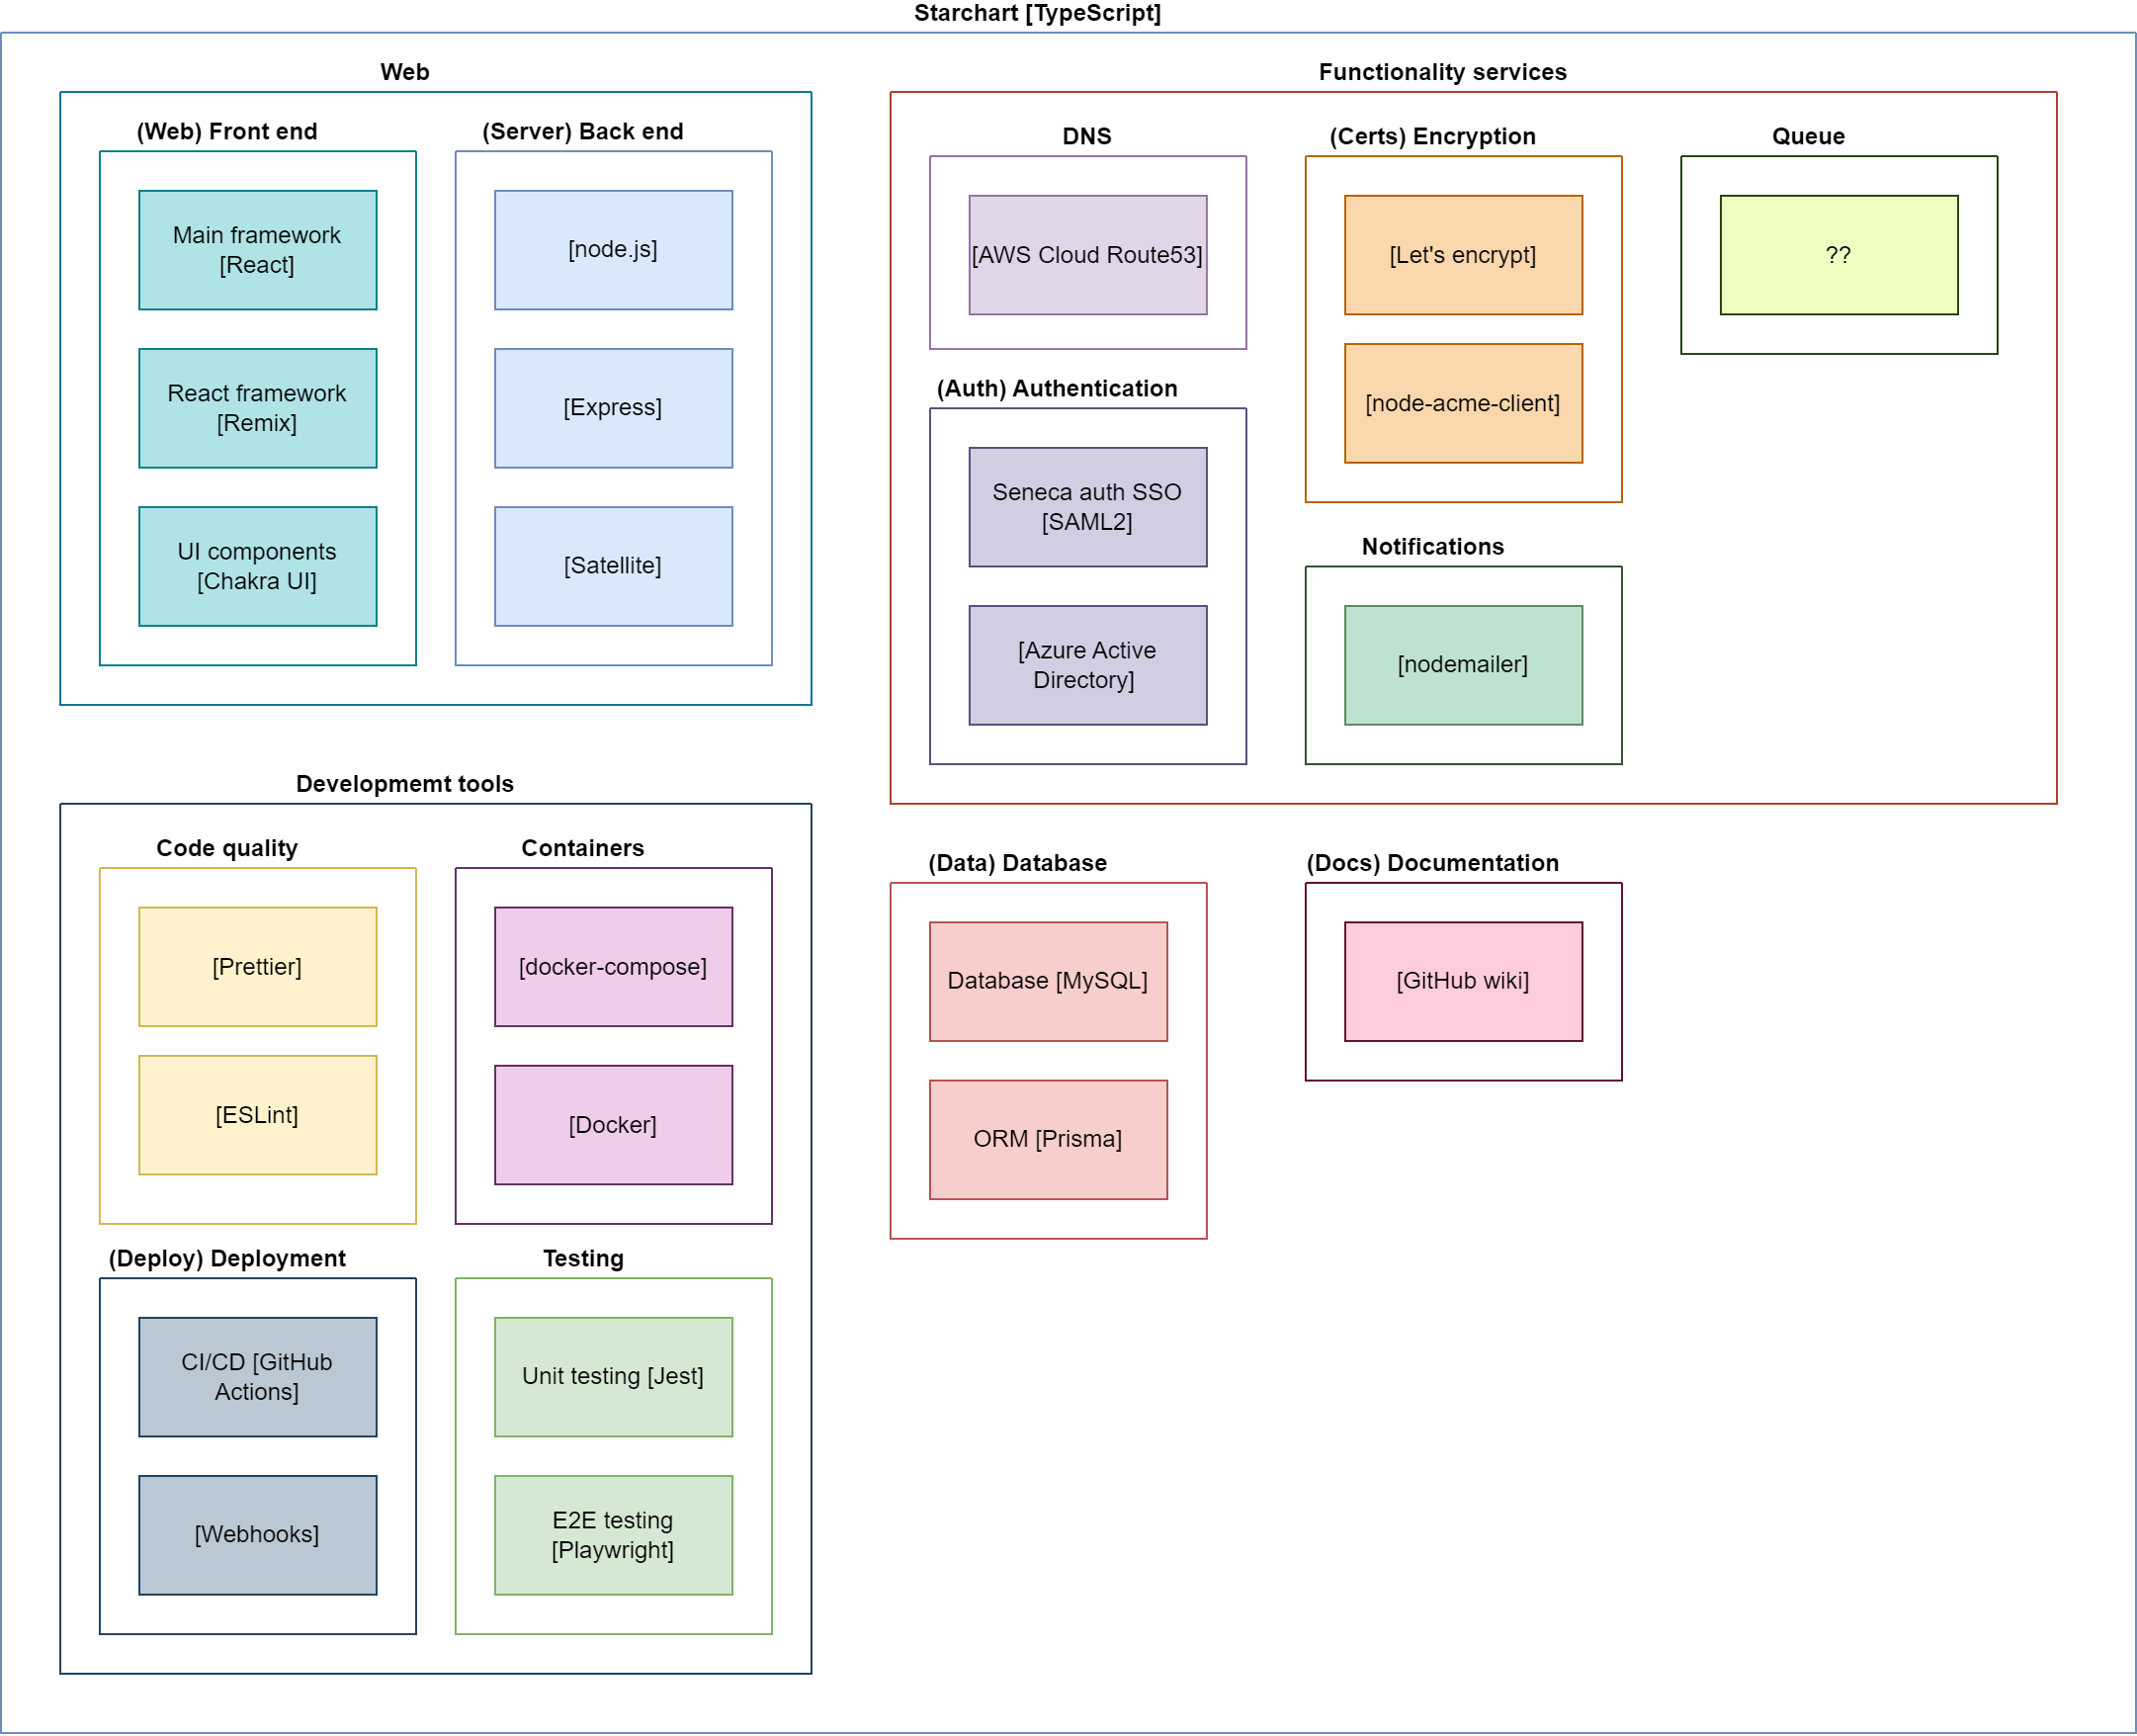 Starchart [TypeScript]
Web
(Web) Front end
Main framework
[React]
React framework
[Remix]
UI components
[Chakra UI]
(Server) Back end
[node.js]
[Express]
[Satellite]
Functionality services
DNS
[AWS Cloud Route53]
(Certs) Encryption
[Let's encrypt]
[node-acme-client]
Queue
??
(Auth) Authentication
Seneca auth SSO
[SAML2]
[Azure Active
Directory]
Notifications
[nodemailer]
Developmemt tools
Code quality
[Prettier]
[ESLint]
Containers
[docker-compose]
[Docker]
(Deploy) Deployment
CI/CD [GitHub
Actions]
[Webhooks]
Testing
Unit testing [Jest]
E2E testing
[Playwright]
(Data) Database
Database [MySQL]
ORM [Prisma]
(Docs) Documentation
[GitHub wiki]